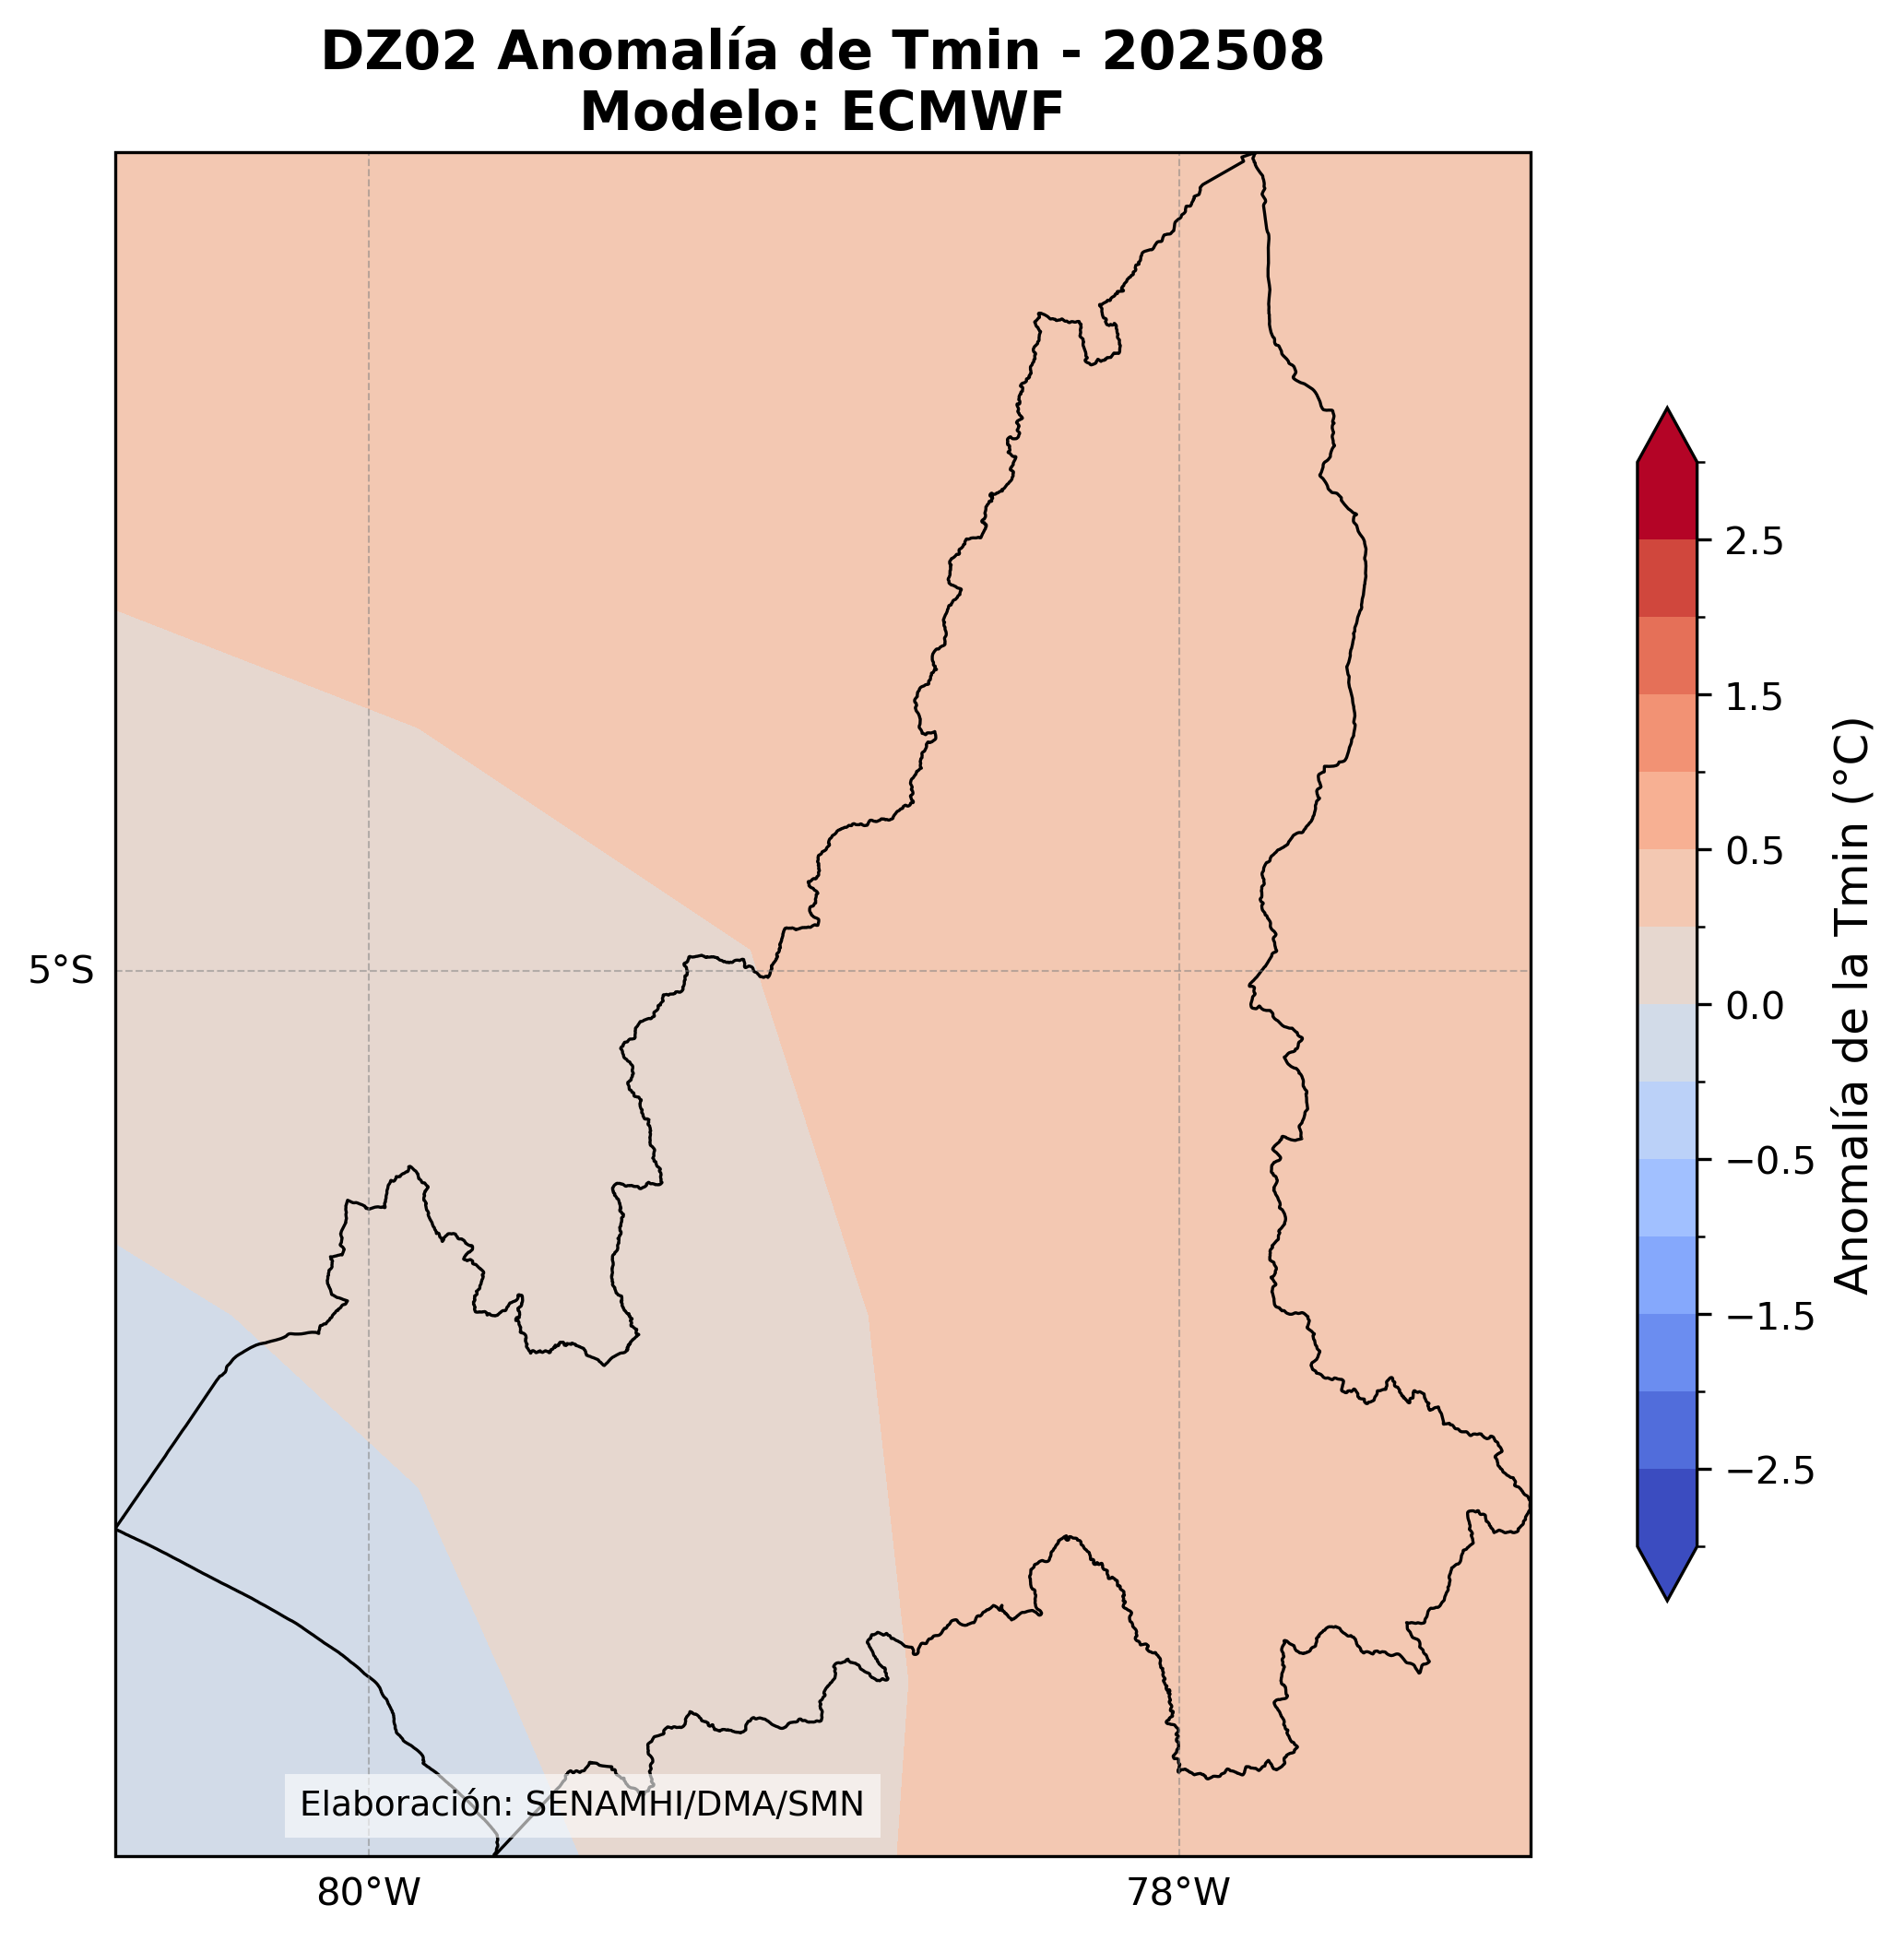 DZ02 Anomalía de Tmin - 202508
Modelo: ECMWF
5°S
80°W
78°W
Elaboración: SENAMHI/DMA/SMN
2.5
1.5
0.5
0.0
−0.5
−1.5
−2.5
Anomalía de la Tmin (°C)